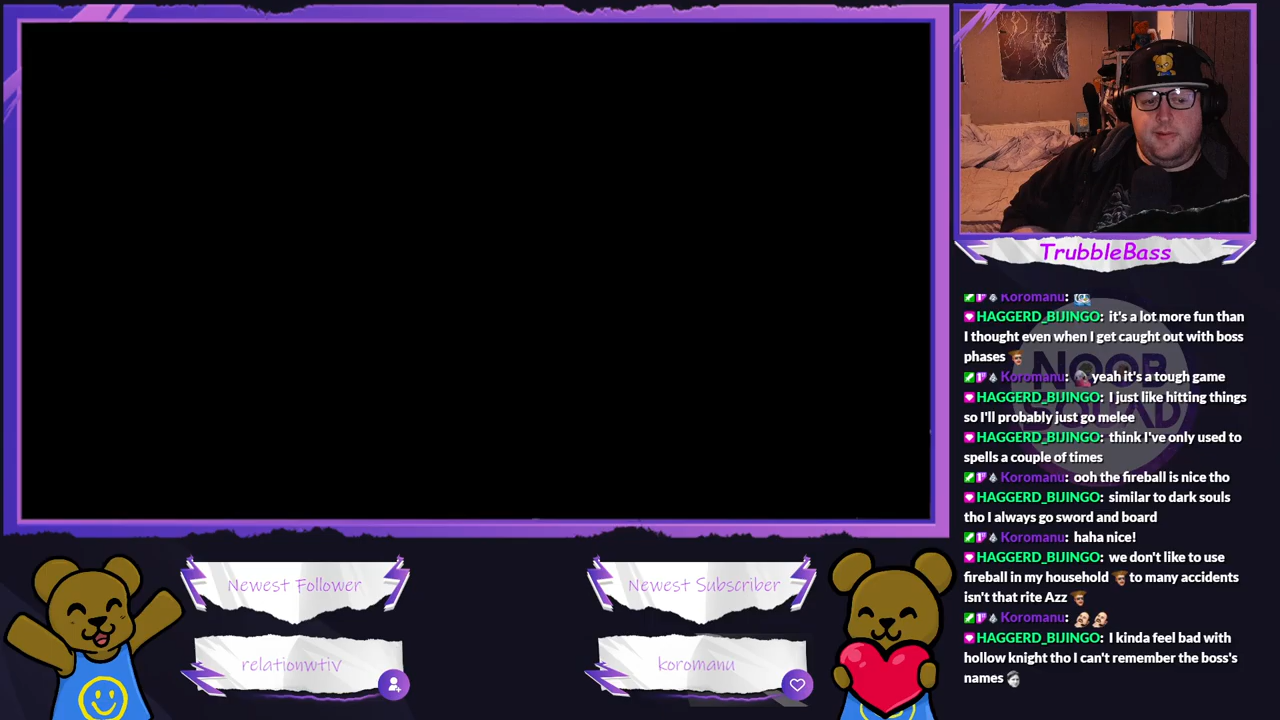 TrubbleBass
Koromanu:
HAGGERD_BIJINGO: it's a lot more fun than
I thought even when I get caught out with boss
phases
Koromanu: yeah it's a tough game
HAGGERD_BIJINGO: I just like hitting things
so I'll probably just go melee
HAGGERD_BIJINGO: think I've only used to
spells a couple of times
Koromanu: ooh the fireball is nice tho
HAGGERD_BIJINGO: similar to dark souls
tho I always go sword and board
Koromanu: haha nice!
HAGGERD_BIJINGO: we don't like to use
fireball in my household to many accidents
isn't that rite Azz
Koromanu:
HAGGERD_BIJINGO: I kinda feel bad with
hollow knight tho I can't remember the boss's
names
NOOB
SQUAD
Newest Follower
relationwtiv
Newest Subscriber
koromanu